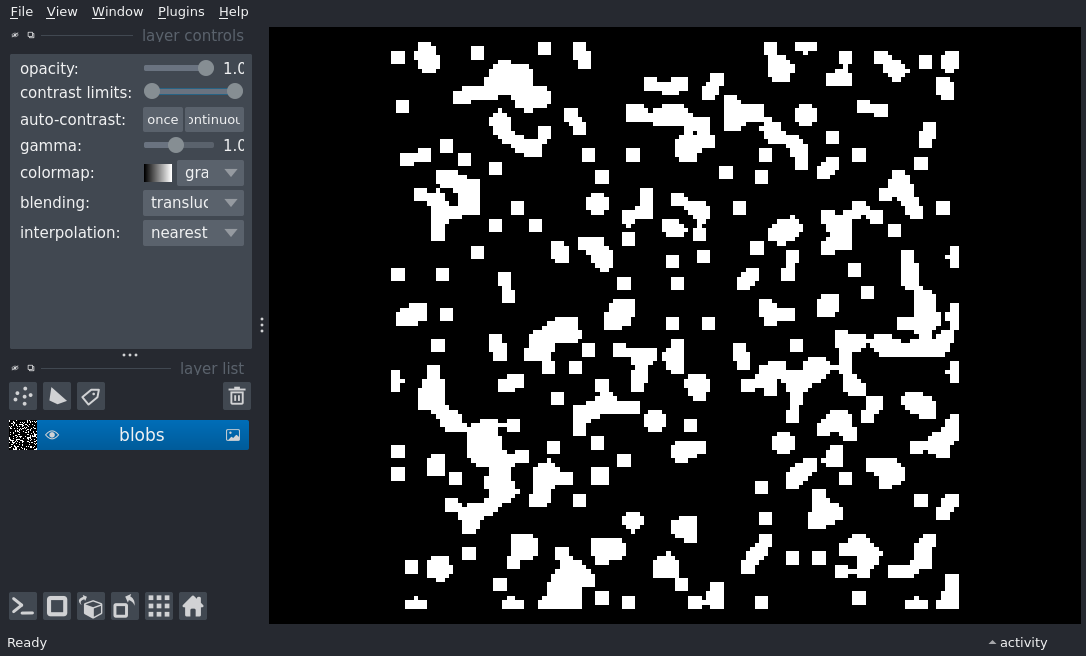 File View Window Plugins Help
layer controls
opacity: 1.0
contrast limits:
auto-contrast: once ontinuou
gamma: 1.0
colormap: gra
blending: transluc
interpolation: nearest
layer list
blobs
Ready activity